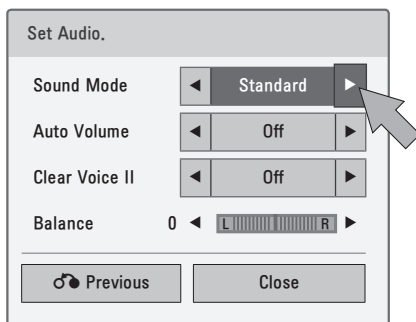 Set Audio.
Sound Mode ◀ Standard ▶
Auto Volume ◀ Off ▶
Clear Voice II ◀ Off ▶
Balance 0 ◀ L R ▶
Previous Close